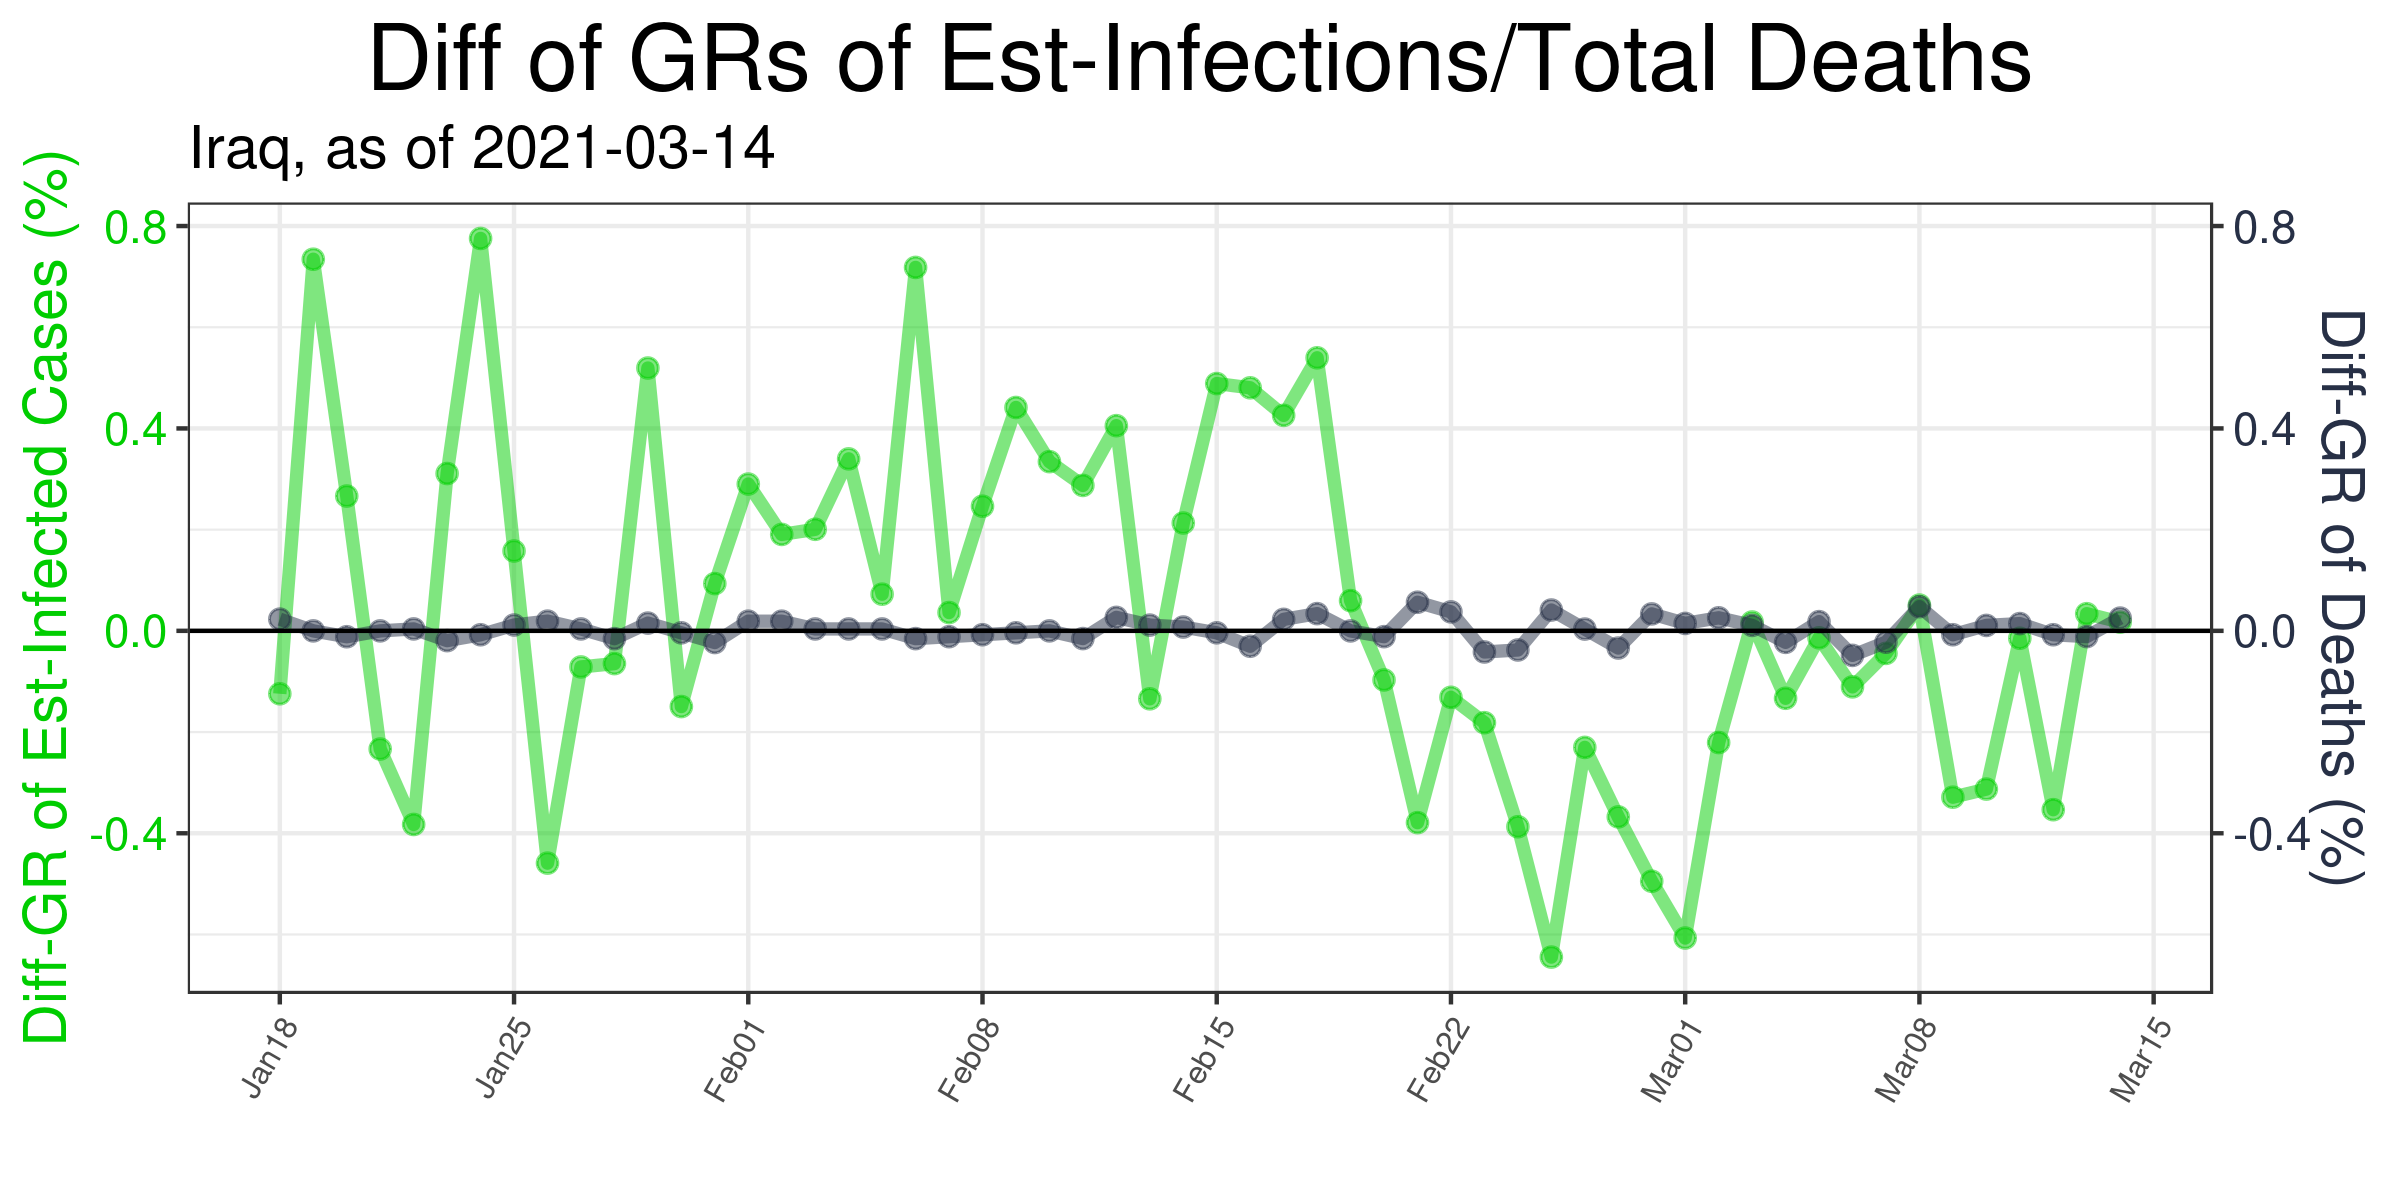 Diff of GRs of Est-Infections/Total Deaths
Iraq, as of 2021-03-14
Diff-GR of Est-Infected Cases (%)
0.8
0.4
0.0
-0.4
0.8
0.4
0.0
-0.4
Diff-GR of Deaths (%)
Jan18
Jan25
Feb01
Feb08
Feb15
Feb22
Mar01
Mar08
Mar15